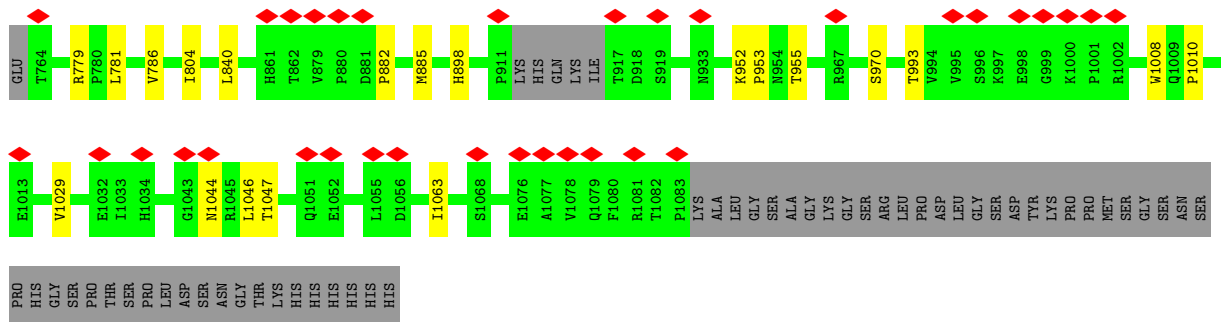 GLU T764 R779 P780 L781 V786 I804 L840 H861 T862 V879 P880 D881 P882 M885 H898 P911 LYS HIS GLN LYS ILE T917 D918 S919 N933 K952 P953 N954 T955 R967 S970 T993 V994 V995 S996 K997 E998 G999 K1000 P1001 R1002 W1008 Q1009 P1010
E1013 V1029 E1032 I1033 H1034 G1043 N1044 R1045 L1046 T1047 Q1051 E1052 L1055 D1056 I1063 S1068 E1076 A1077 V1078 Q1079 F1080 R1081 T1082 P1083 LYS ALA LEU GLY SER ALA GLY LYS GLY SER ARG LEU PRO ASP LEU GLY SER ASP TYR LYS PRO PRO MET SER GLY SER ASN SER
PRO HIS GLY SER PRO THR SER PRO LEU ASP SER ASN GLY THR LYS HIS HIS HIS HIS HIS HIS